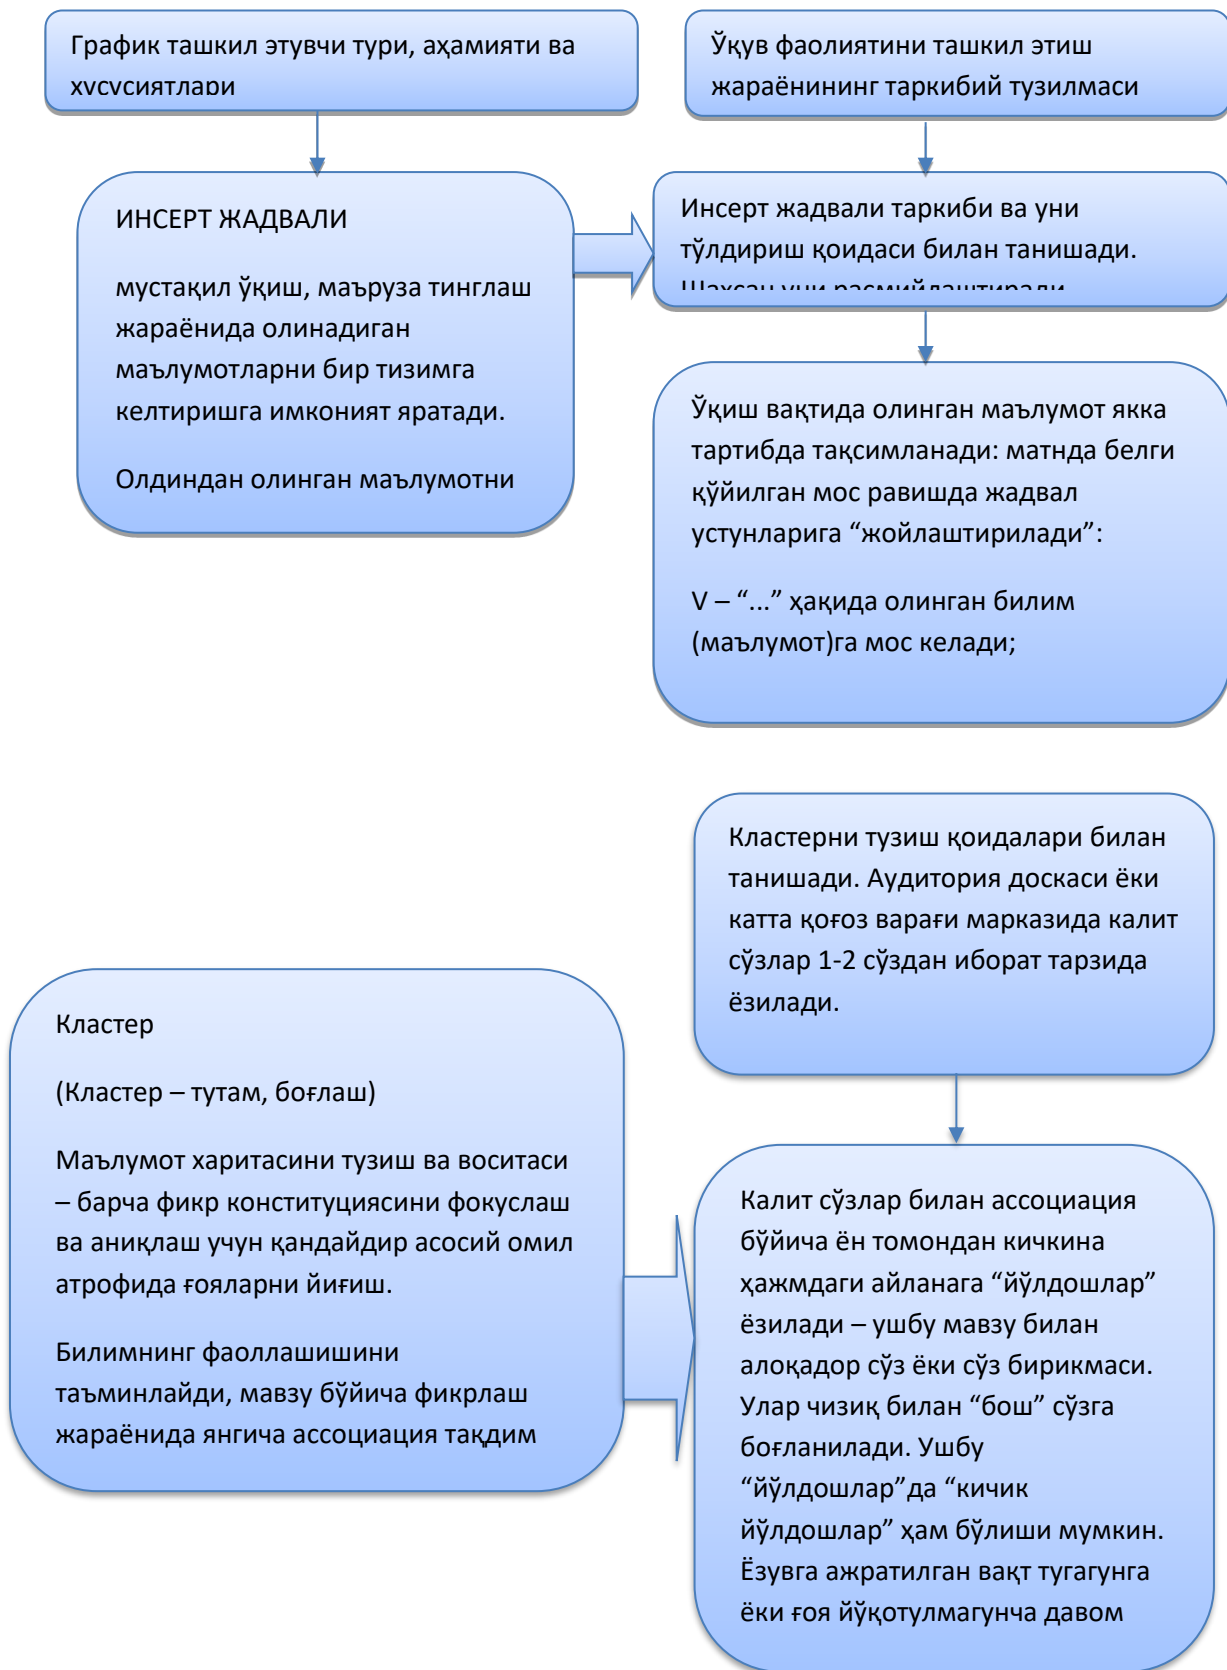 График ташкил этувчи тури, аҳамияти ва
хусусиятлари
Ўқув фаолиятини ташкил этиш
жараёнининг таркибий тузилмаси
ИНСЕРТ ЖАДВАЛИ
мустақил ўқиш, маъруза тинглаш
жараёнида олинадиган
маълумотларни бир тизимга
келтиришга имконият яратади.
Олдиндан олинган маълумотни
Инсерт жадвали таркиби ва уни
тўлдириш қоидаси билан танишади.
Шахсан уни расмийлаштиради
Ўқиш вақтида олинган маълумот якка
тартибда тақсимланади: матнда белги
қўйилган мос равишда жадвал
устунларига “жойлаштирилади”:
V – “...” ҳақида олинган билим
(маълумот)га мос келади;
Кластерни тузиш қоидалари билан
танишади. Аудитория доскаси ёки
катта қоғоз варағи марказида калит
сўзлар 1-2 сўздан иборат тарзида
ёзилади.
Кластер
(Кластер – тутам, боғлаш)
Маълумот харитасини тузиш ва воситаси
– барча фикр конституциясини фокуслаш
ва аниқлаш учун қандайдир асосий омил
атрофида ғояларни йиғиш.
Билимнинг фаоллашишини
таъминлайди, мавзу бўйича фикрлаш
жараёнида янгича ассоциация тақдим
Калит сўзлар билан ассоциация
бўйича ён томондан кичкина
ҳажмдаги айланага “йўлдошлар”
ёзилади – ушбу мавзу билан
алоқадор сўз ёки сўз бирикмаси.
Улар чизиқ билан “бош” сўзга
боғланилади. Ушбу
“йўлдошлар”да “кичик
йўлдошлар” ҳам бўлиши мумкин.
Ёзувга ажратилган вақт тугагунга
ёки ғоя йўқотулмагунча давом